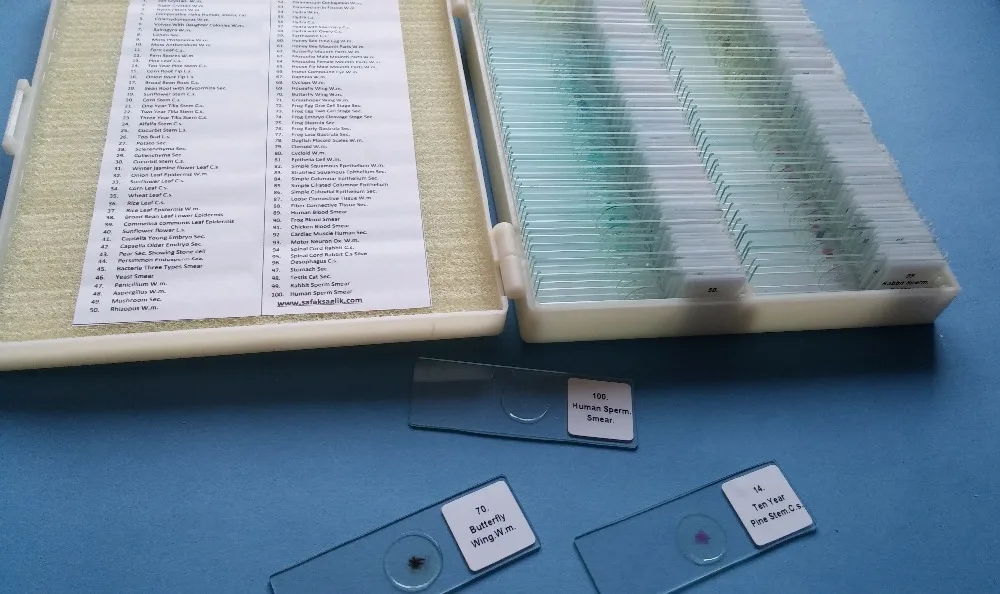 8. Lichen Sec.
11. Fern Leaf C.s.
12. Fern Spores W.m.
13. Pine Leaf C.s.
14. Ten Year Pine Stem C.s.
15. Corn Root Tip L.s.
16. Onion Root Tip L.s.
17. Broad Bean Root C.s.
18. Bean Root with Mycorrhiza Sec.
19. Sunflower Stem C.s.
20. Corn Stem C.s.
21. One Year Tilia Stem C.s.
22. Two Year Tilia Stem C.s.
23. Three Year Tilia Stem C.s.
24. Alfalfa Stem C.s.
25. Cucurbit Stem L.s.
26. Top Bud L.s.
27. Potato Sec.
28. Sclerenchyma Sec.
29. Collenchyma Sec.
30. Cucurbit Stem C.s.
31. Winter Jasmine flower Leaf C.s
32. Onion Leaf Epidermis W.m.
33. Sunflower Leaf C.s
34. Corn Leaf C.s.
35. Wheat Leaf C.s.
36. Rice Leaf C.s.
37. Rice Leaf Epidermis W.m.
38. Broad Bean Leaf Lower Epidermis
39. Commelina communis Leaf Epidermis
40. Sunflower flower L.s
41. Capsella Young Embryo Sec.
42. Capsella Older Embryo Sec.
43. Pear Sec. Showing Stone cell
44. Persimmon Endosperm Sec.
45. Bacteria Three Types Smear
46. Yeast Smear
47. Penicillium W.m.
48. Aspergillus W.m.
49. Mushroom Sec.
50. Rhizopus W.m.
60. Honey Bee Hind Leg W.m.
61. Honey Bee Mouth Parts W.m.
62. Butterfly Mouth Parts W.m.
63. Mosquito Male Mouth Parts W.m.
64. Mosquito Female Mouth Parts W.m.
65. House Fly Mouth Parts W.m.
66. Insect Compound Eye W.m.
67. Daphnia W.m.
68. Cyclops W.m.
69. Housefly Wing W.m.
70. Butterfly Wing W.m.
71. Grasshopper Wing W.m.
72. Frog Egg One Cell Stage Sec.
73. Frog Egg Two Cell Stage Sec.
74. Frog Embryo Cleavage Stage Sec.
75. Frog Blastula Sec
76. Frog Early Gastrula Sec.
77. Frog Late Gastrula Sec.
78. Dogfish Placoid Scales W.m.
79. Ctenoid W.m.
80. Cycloid W.m.
81. Epithelia Cell W.m.
82. Simple Squamous Epethelium W.m.
83. Stratified Squamous Epithelium Sec.
84. Simple Columnar Epithelium Sec.
85. Simple Ciliated Columnar Epithelium
86. Simple Cuboidal Epithelium Sec.
87. Loose Connective Tissue W.m
88. Fiber Connective Tissue Sec.
89. Human Blood Smear
90. Frog Blood Smear
91. Chicken Blood Smear
92 Cardiac Muscle Human Sec.
93. Motor Neuron Ox W.m.
94 Spinal Cord Rabbit C.s.
95. Spinal Cord Rabbit C.s Silve
96. Oesophagus C.s.
97. Stomach Sec
98. Testis Cat Sec.
99. Rabbit Sperm Smear
100. Human Sperm Smear
www.safaksaglik.com
50.
99.
Rabbit Sperm.
100.
Human Sperm.
Smear.
70.
Butterfly
Wing.W.m.
14.
Ten Year
Pine Stem.C.s